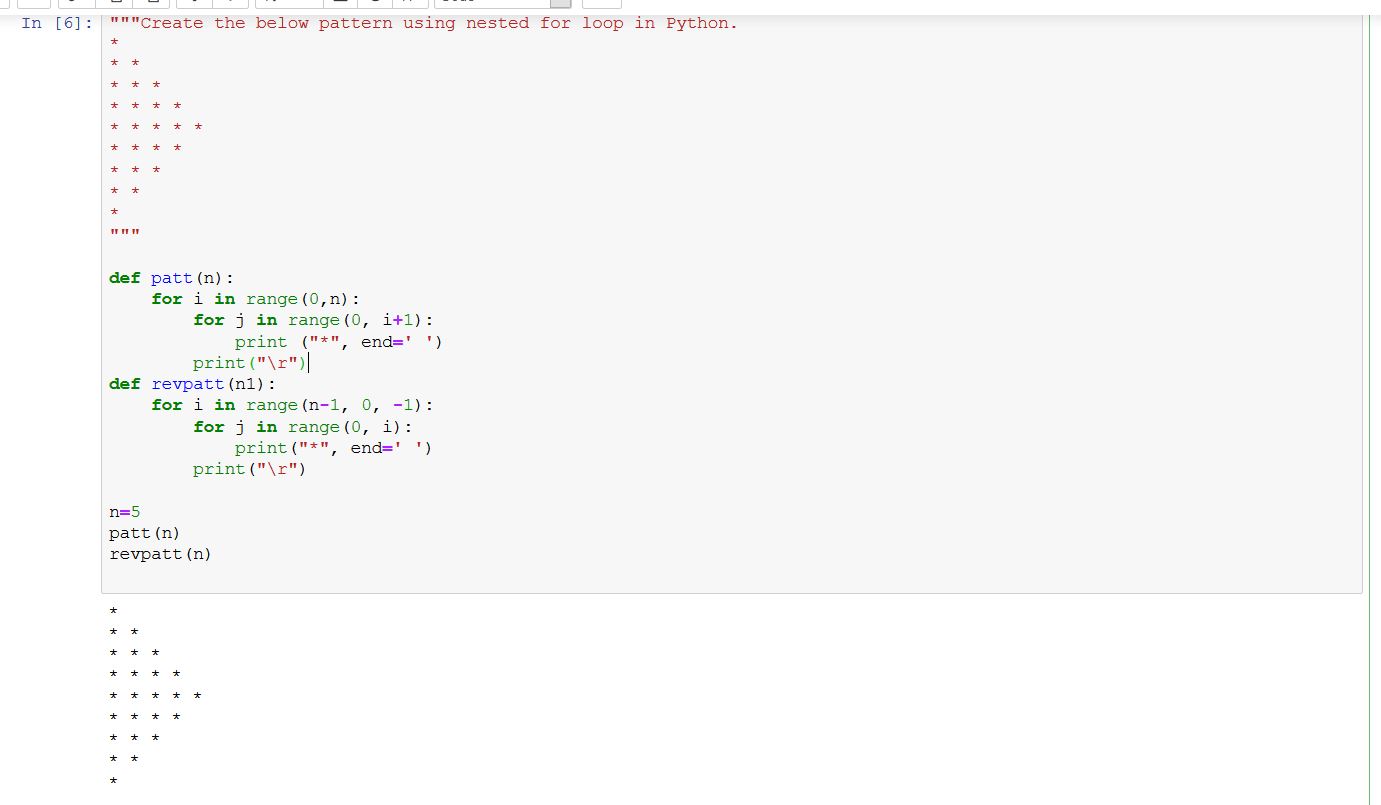 In [6]: """Create the below pattern using nested for loop in Python.
*
* *
* * *
* * * *
* * * * *
* * * *
* * *
* *
*
"""
def patt(n):
    for i in range(0,n):
        for j in range(0, i+1):
            print ("*", end=' ')
        print("\r")
def revpatt(n1):
    for i in range(n-1, 0, -1):
        for j in range(0, i):
            print("*", end=' ')
        print("\r")
n=5
patt(n)
revpatt(n)
*
* *
* * *
* * * *
* * * * *
* * * *
* * *
* *
*